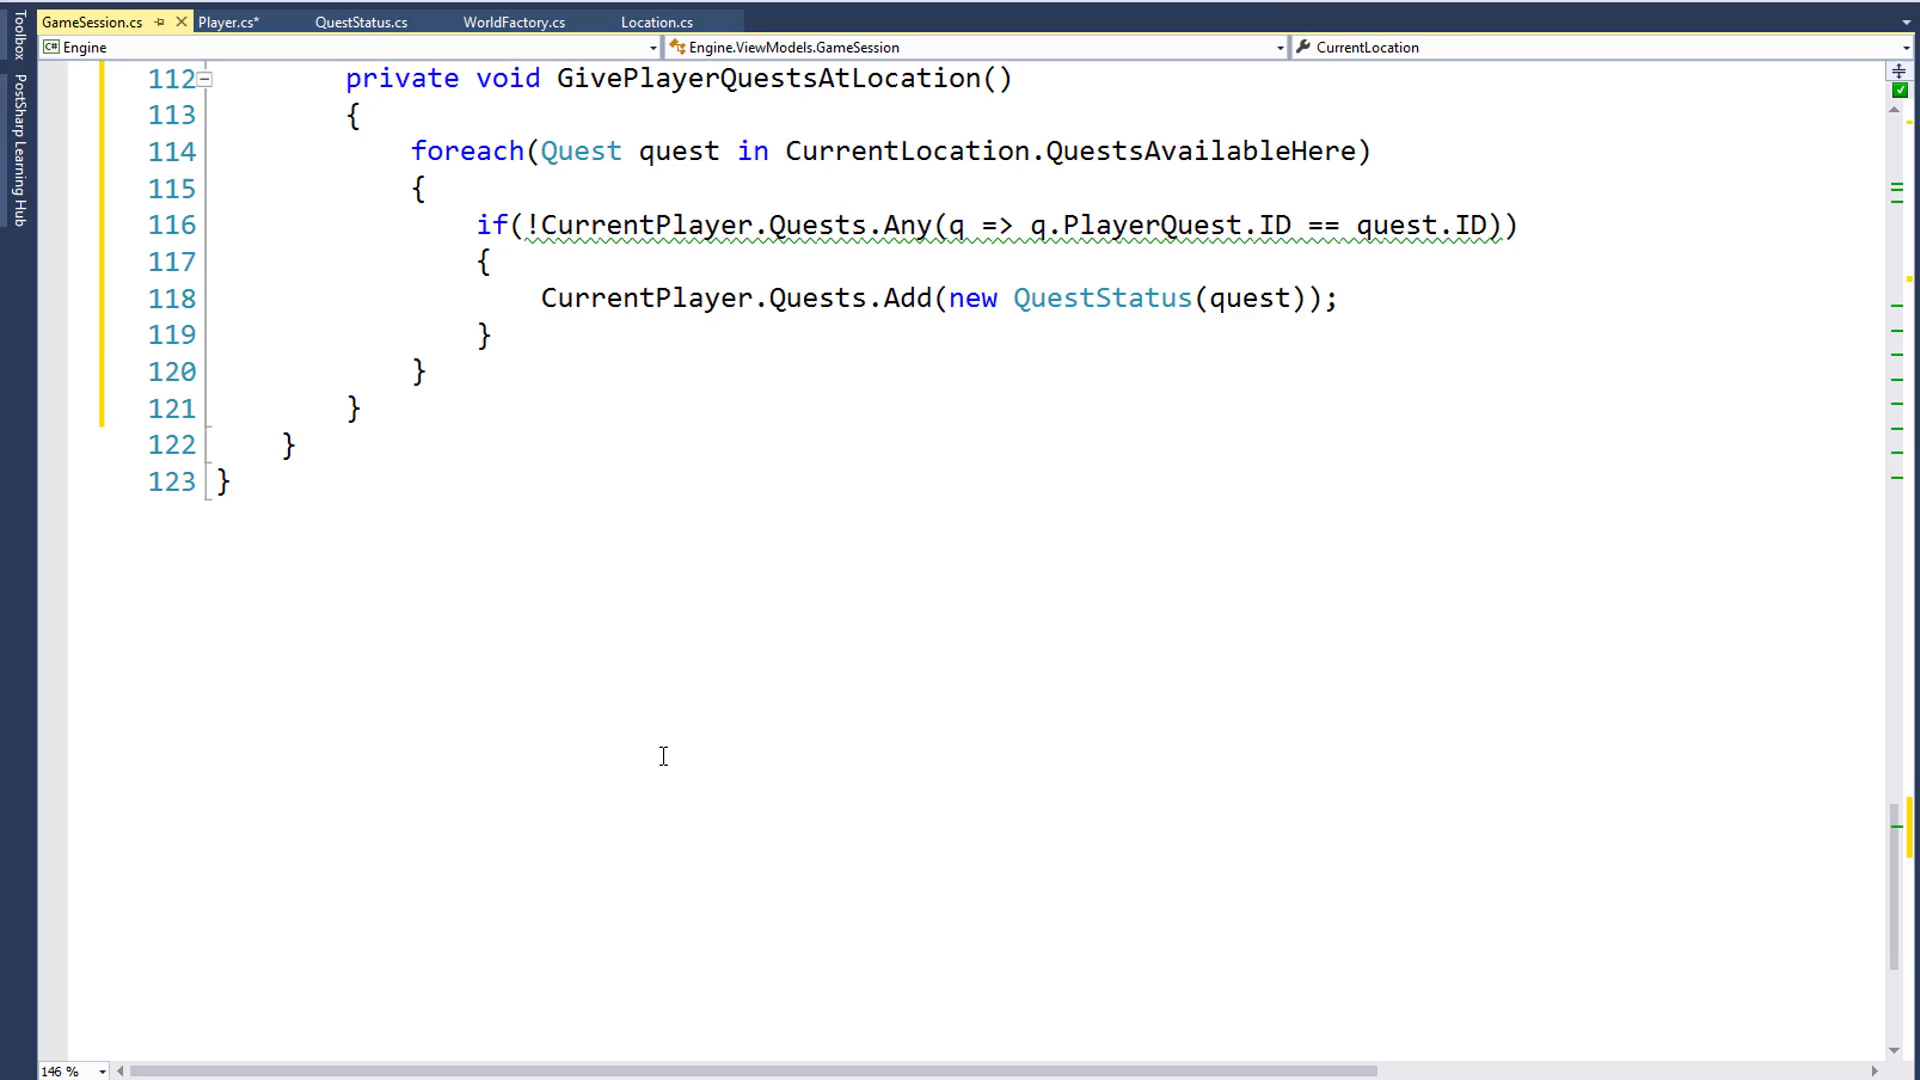 Toolbox
PostSharp Learning Hub
GameSession.cs
Player.cs*
QuestStatus.cs
WorldFactory.cs
Location.cs
C# Engine
Engine.ViewModels.GameSession
CurrentLocation
112 private void GivePlayerQuestsAtLocation()
113 {
114 foreach(Quest quest in CurrentLocation.QuestsAvailableHere)
115 {
116 if(!CurrentPlayer.Quests.Any(q => q.PlayerQuest.ID == quest.ID))
117 {
118 CurrentPlayer.Quests.Add(new QuestStatus(quest));
119 }
120 }
121 }
122 }
123 }
146 %